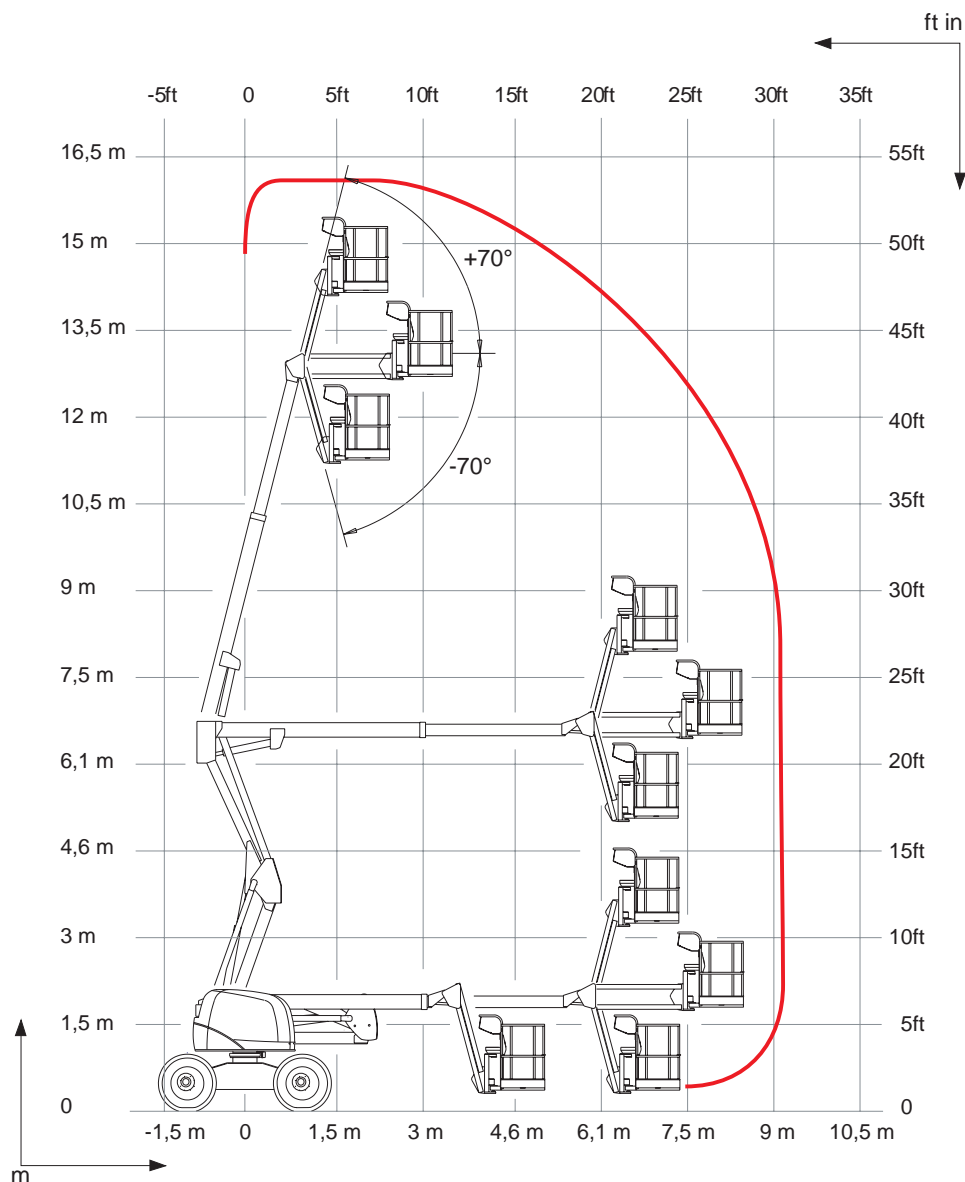 ft in
-5ft 0 5ft 10ft 15ft 20ft 25ft 30ft 35ft
16,5 m 55ft
15 m 50ft
+70°
13,5 m 45ft
12 m 40ft
-70°
10,5 m 35ft
9 m 30ft
7,5 m 25ft
6,1 m 20ft
4,6 m 15ft
3 m 10ft
1,5 m 5ft
0 0
-1,5 m 0 1,5 m 3 m 4,6 m 6,1 m 7,5 m 9 m 10,5 m
m